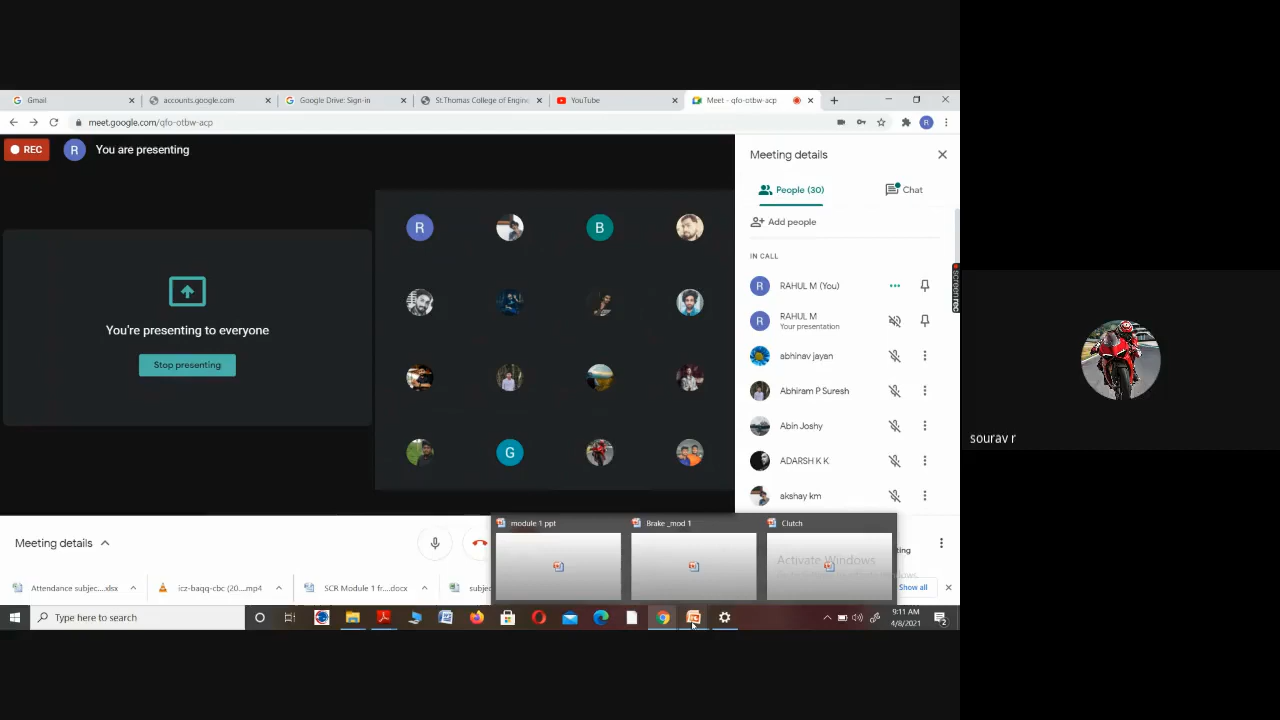 Gmail
accounts.google.com
Google Drive: Sign-in
St.Thomas College of Engine
YouTube
Meet - qfo-otbw-acp
meet.google.com/qfo-otbw-acp
R
REC
R You are presenting
Meeting details
People (30)
Chat
Add people
IN CALL
R RAHUL M (You)
R RAHUL M
Your presentation
abhinav jayan
Abhiram P Suresh
Abin Joshy
ADARSH K K
akshay km
R
B
G
You're presenting to everyone
Stop presenting
screenrec
sourav r
Meeting details
module 1 ppt
Brake _mod 1
Clutch
Activate Windows
Attendance subjec....xlsx
icz-baqq-cbc (20....mp4
SCR Module 1 fr....docx
subjec
Show all
Type here to search
9:11 AM
4/8/2021
2